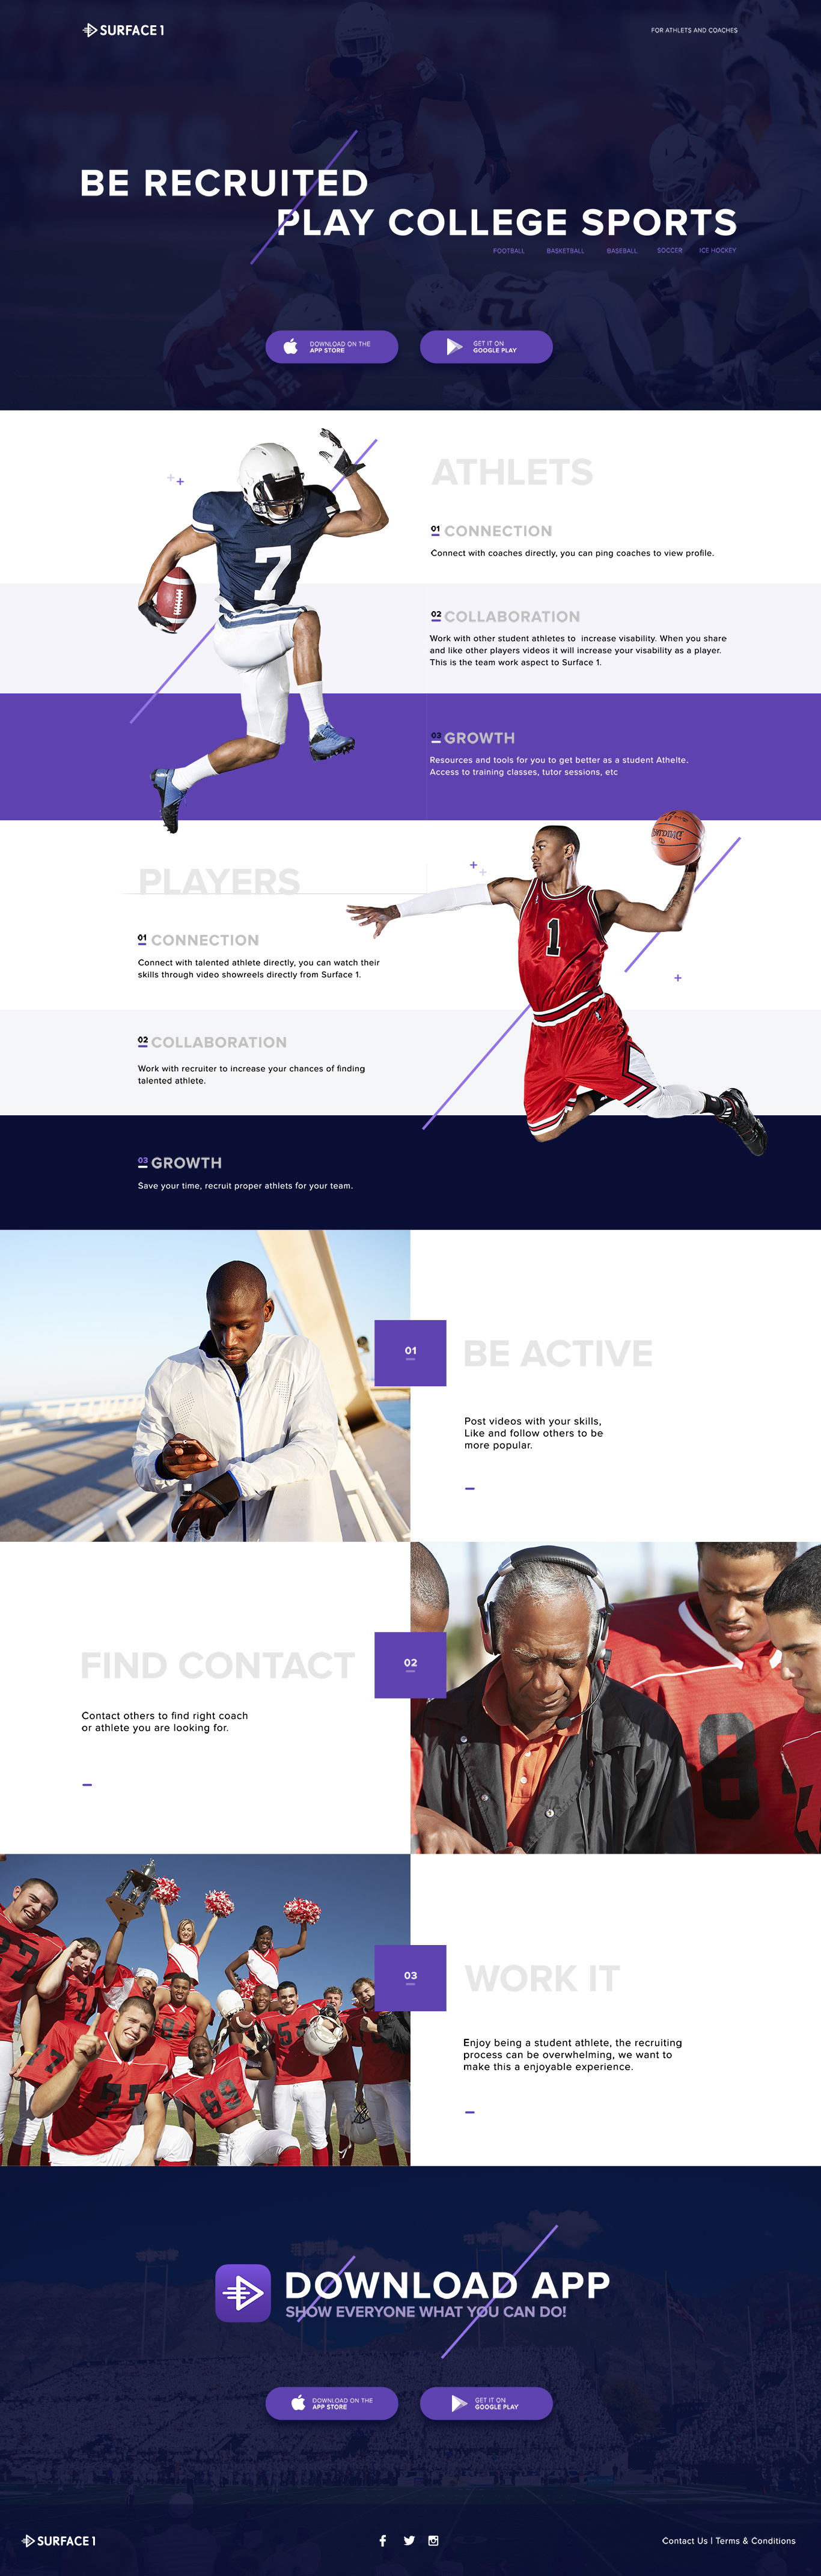 SURFACE 1
FOR ATHLETS AND COACHES
BE RECRUITED
PLAY COLLEGE SPORTS
FOOTBALL BASKETBALL BASEBALL SOCCER ICE HOCKEY
DOWNLOAD ON THE
APP STORE
GET IT ON
GOOGLE PLAY
7
ATHLETS
01 CONNECTION
Connect with coaches directly, you can ping coaches to view profile.
02 COLLABORATION
Work with other student athletes to increase visability. When you share
and like other players videos it will increase your visability as a player.
This is the team work aspect to Surface 1.
03 GROWTH
Resources and tools for you to get better as a student Athelte.
Access to training classes, tutor sessions, etc
SPALDING
1
PLAYERS
01 CONNECTION
Connect with talented athlete directly, you can watch their
skills through video showreels directly from Surface 1.
02 COLLABORATION
Work with recruiter to increase your chances of finding
talented athlete.
03 GROWTH
Save your time, recruit proper athlets for your team.
01
BE ACTIVE
Post videos with your skills,
Like and follow others to be
more popular.
FIND CONTACT
02
Contact others to find right coach
or athlete you are looking for.
8
03
WORK IT
Enjoy being a student athlete, the recruiting
process can be overwhelming, we want to
make this a enjoyable experience.
84
54
77
69
DOWNLOAD APP
SHOW EVERYONE WHAT YOU CAN DO!
DOWNLOAD ON THE
APP STORE
GET IT ON
GOOGLE PLAY
SURFACE 1
Contact Us | Terms & Conditions